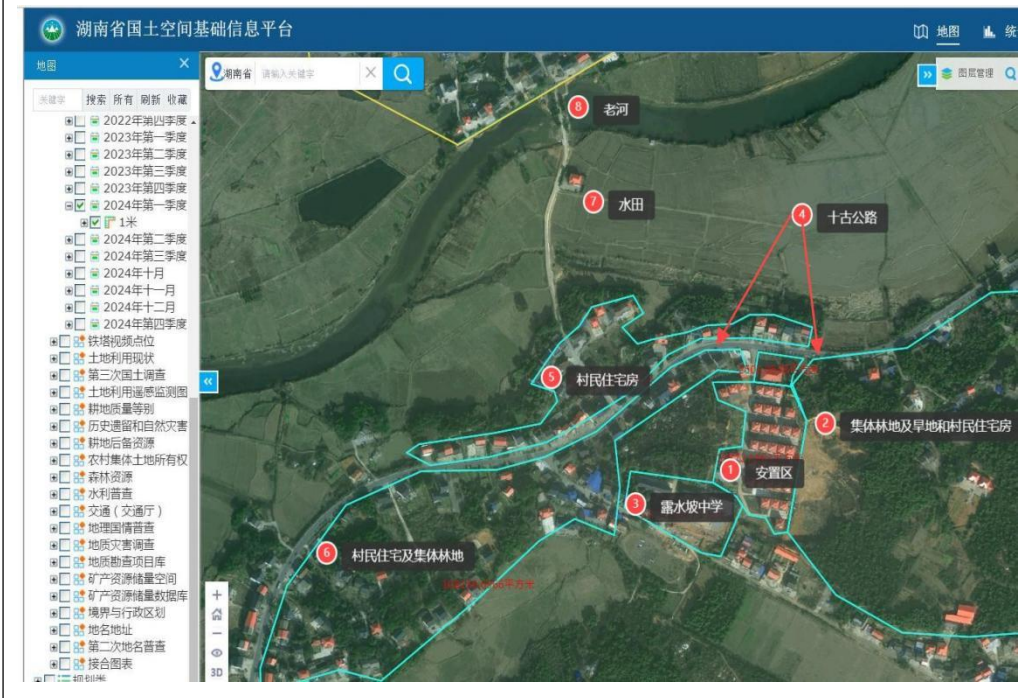 湖南省国土空间基础信息平台
地图
统
地图
×
关键字 搜索 所有 刷新 收藏
湖南省 请输入关键字 ×
图层管理
2022年第四季度
2023年第一季度
2023年第二季度
2023年第三季度
2023年第四季度
2024年第一季度
1米
2024年第二季度
2024年第三季度
2024年十月
2024年十一月
2024年十二月
2024年第四季度
铁塔视频点位
土地利用现状
第三次国土调查
土地利用遥感监测图
耕地质量等别
历史遗留和自然灾害
耕地后备资源
农村集体土地所有权
森林资源
水利普查
交通（交通厅）
地理国情普查
地质灾害调查
地质勘查项目库
矿产资源储量空间
矿产资源储量数据库
境界与行政区划
地名地址
第二次地名普查
接合图表
规划类
8 老河
7 水田
4 十古公路
5 村民住宅房
2 集体林地及旱地和村民住宅房
1 安置区
3 露水坡中学
6 村民住宅及集体林地
平方米
3D